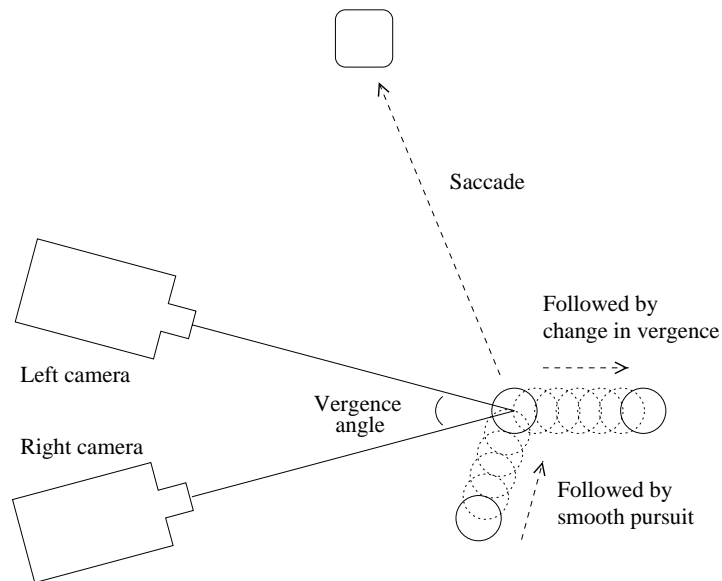 Saccade
Followed by
change in vergence
Left camera
Vergence
angle
Right camera
Followed by
smooth pursuit